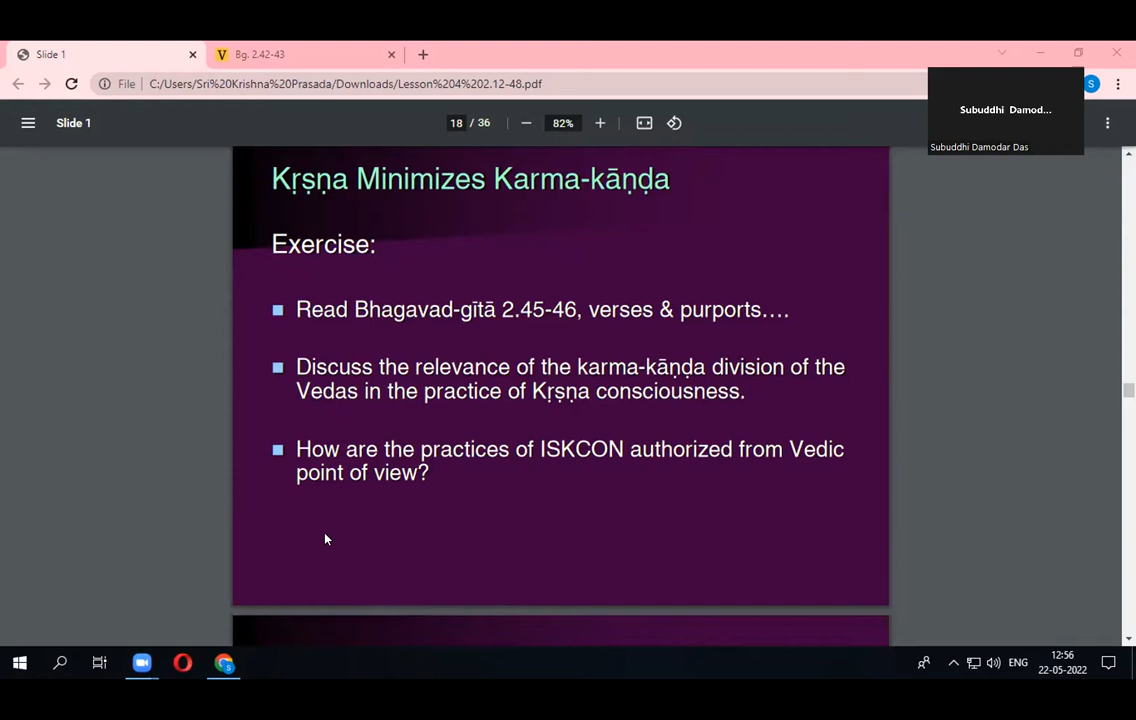 Slide 1
Bg. 2.42-43
File
C:/Users/Sri%20Krishna%20Prasada/Downloads/Lesson%204%202.12-48.pdf
S
Slide 1
18 / 36
82%
Subuddhi Damod...
Subuddhi Damodar Das
Kṛṣṇa Minimizes Karma-kāṇḍa
Exercise:
Read Bhagavad-gītā 2.45-46, verses & purports….
Discuss the relevance of the karma-kāṇḍa division of the
Vedas in the practice of Kṛṣṇa consciousness.
How are the practices of ISKCON authorized from Vedic
point of view?
S
ENG
12:56
22-05-2022